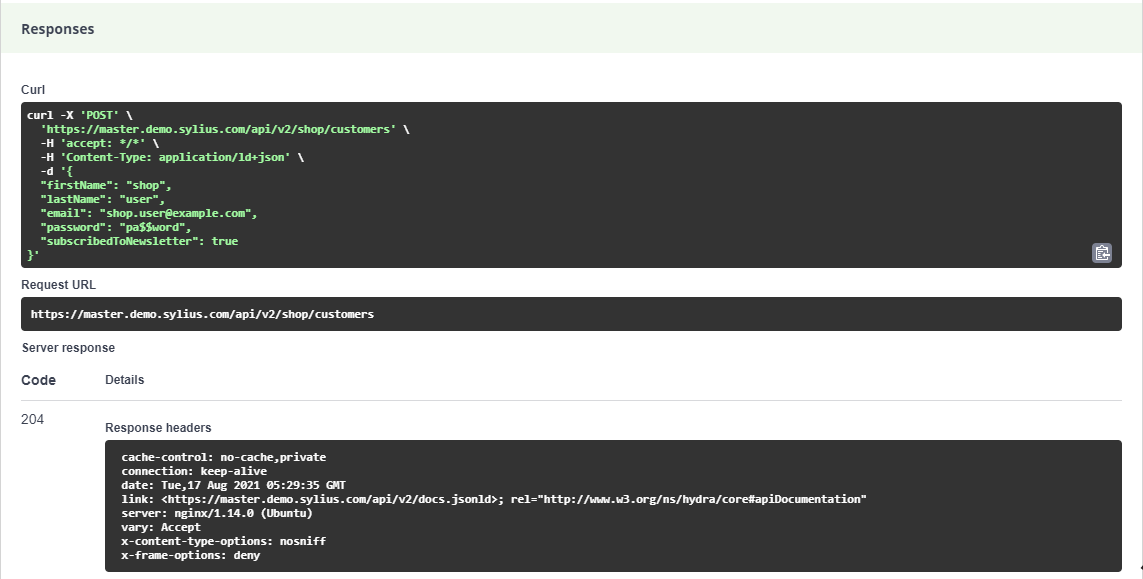 Responses
Curl
curl -X 'POST' \
  'https://master.demo.sylius.com/api/v2/shop/customers' \
  -H 'accept: */*' \
  -H 'Content-Type: application/ld+json' \
  -d '{
  "firstName": "shop",
  "lastName": "user",
  "email": "shop.user@example.com",
  "password": "pa$$word",
  "subscribedToNewsletter": true
}'
Request URL
https://master.demo.sylius.com/api/v2/shop/customers
Server response
Code Details
204
Response headers
cache-control: no-cache,private
connection: keep-alive
date: Tue,17 Aug 2021 05:29:35 GMT
link: <https://master.demo.sylius.com/api/v2/docs.jsonld>; rel="http://www.w3.org/ns/hydra/core#apiDocumentation"
server: nginx/1.14.0 (Ubuntu)
vary: Accept
x-content-type-options: nosniff
x-frame-options: deny